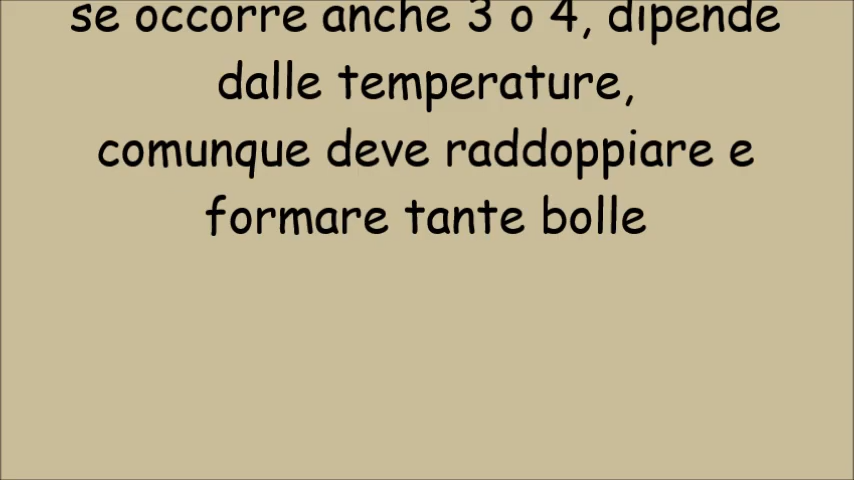 se occorre anche 3 o 4, dipende
dalle temperature,
comunque deve raddoppiare e
formare tante bolle